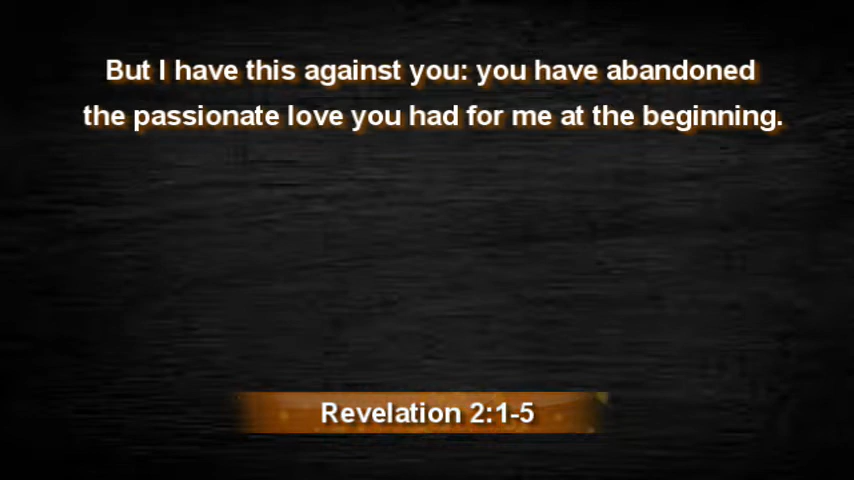 But I have this against you: you have abandoned
the passionate love you had for me at the beginning.
Revelation 2:1-5